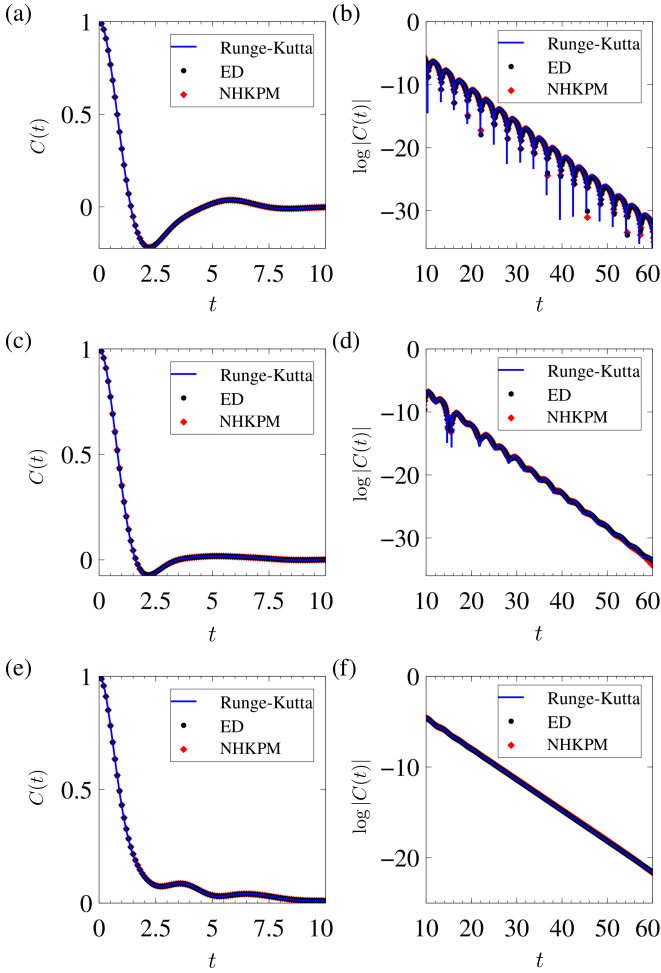 (a)
1
0.5
0
C(t)
Runge-Kutta
ED
NHKPM
0 2.5 5 7.5 10
t
(b)
0
−10
−20
−30
log |C(t)|
Runge-Kutta
ED
NHKPM
10 20 30 40 50 60
t
(c)
1
0.5
0
C(t)
Runge-Kutta
ED
NHKPM
0 2.5 5 7.5 10
t
(d)
0
−10
−20
−30
log |C(t)|
Runge-Kutta
ED
NHKPM
10 20 30 40 50 60
t
(e)
1
0.5
0
C(t)
Runge-Kutta
ED
NHKPM
0 2.5 5 7.5 10
t
(f)
0
−10
−20
log |C(t)|
Runge-Kutta
ED
NHKPM
10 20 30 40 50 60
t